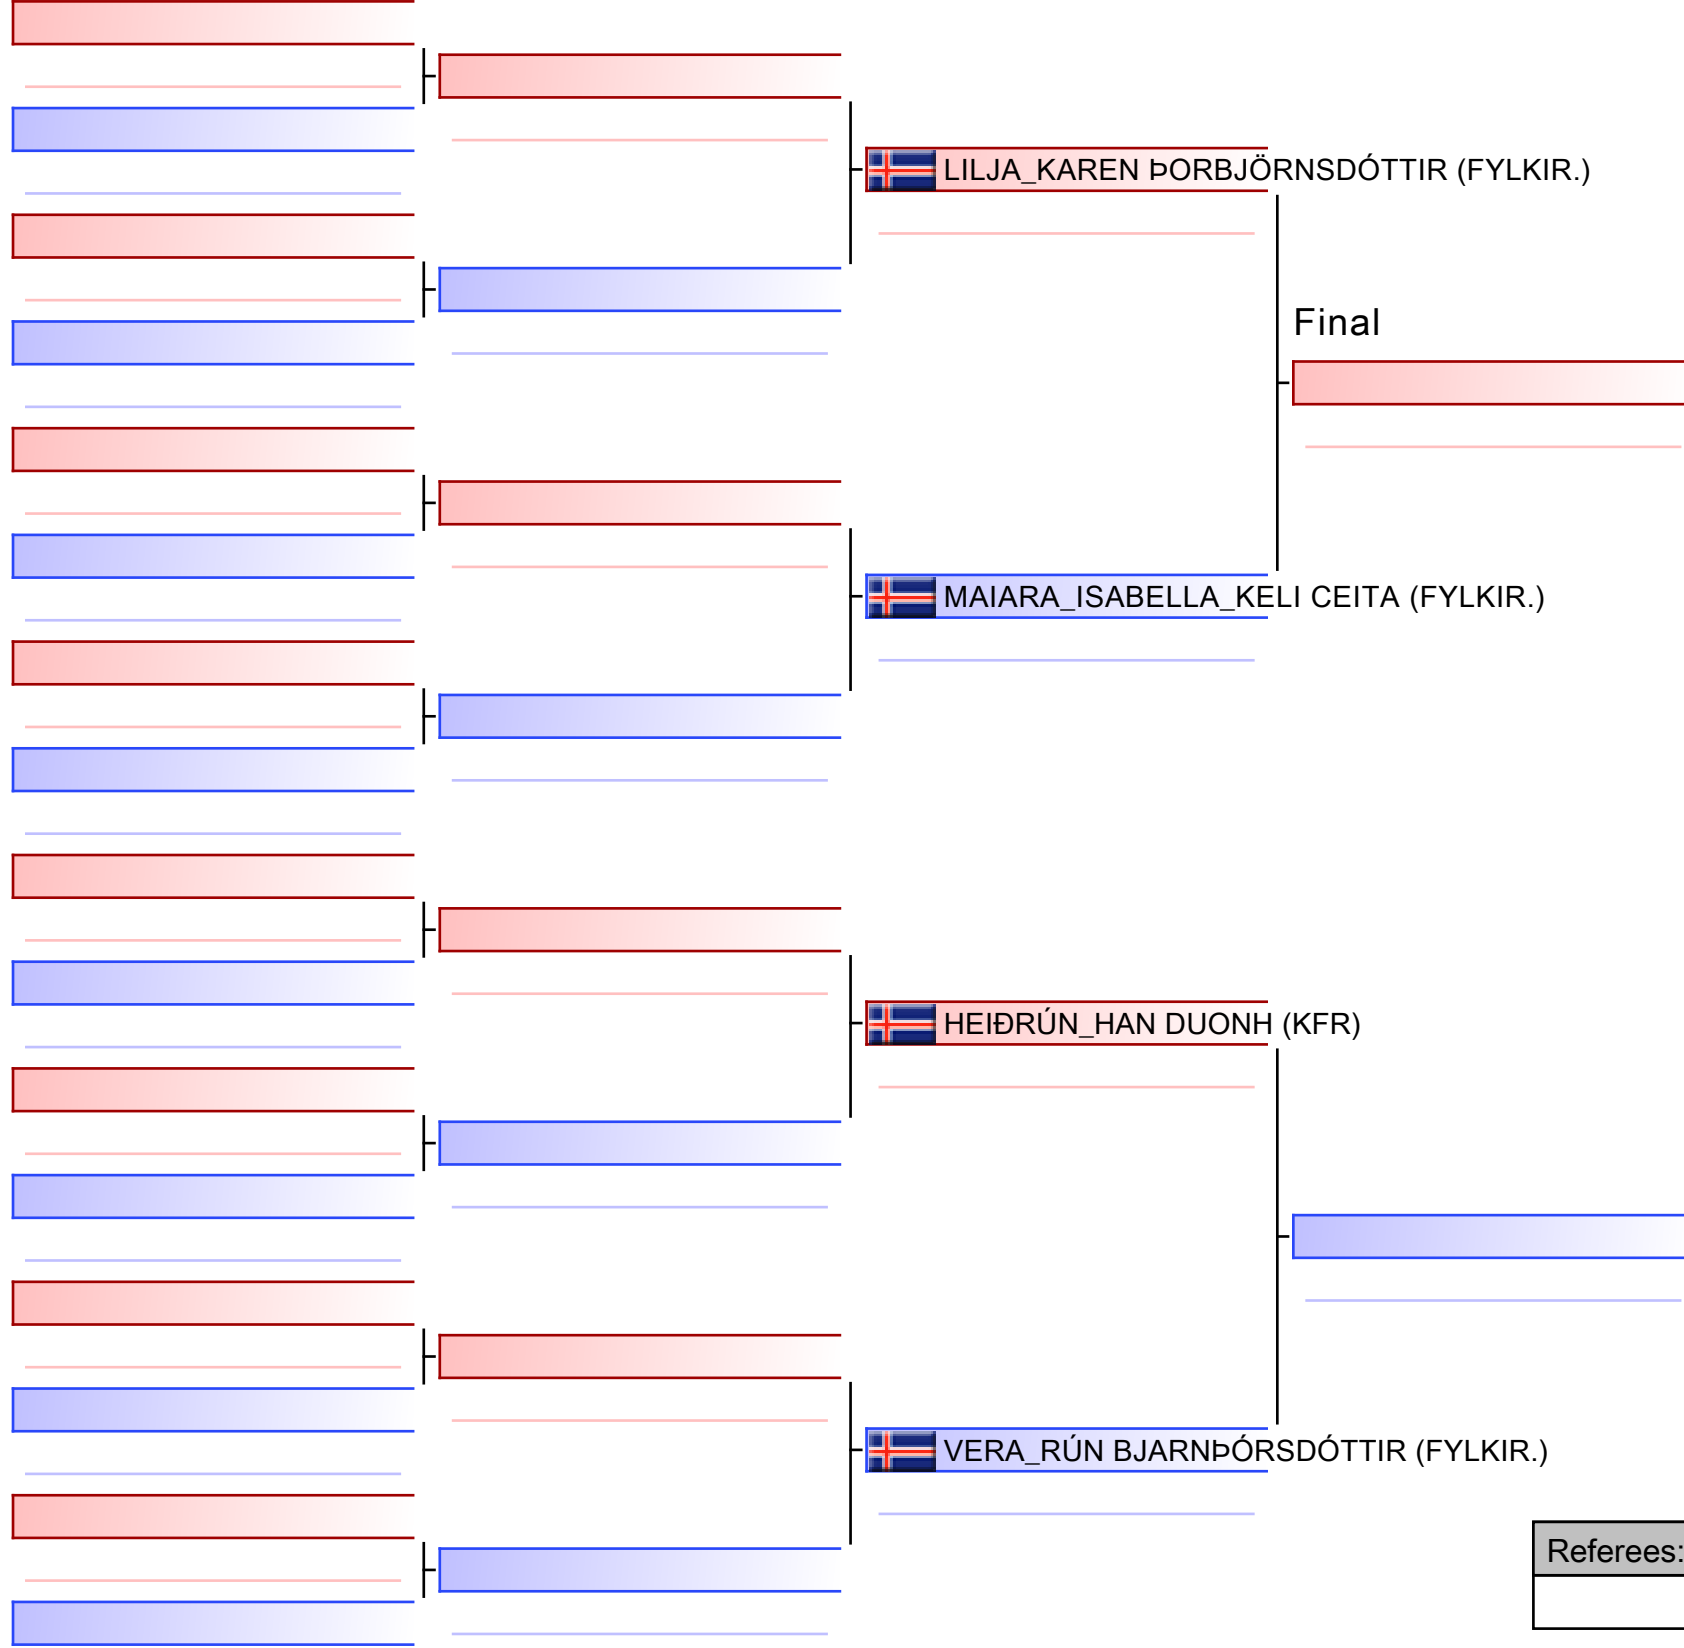 LILJA_KAREN ÞORBJÖRNSDÓTTIR (FYLKIR.)
Final
MAIARA_ISABELLA_KELI CEITA (FYLKIR.)
HEIÐRÚN_HAN DUONH (KFR)
VERA_RÚN BJARNÞÓRSDÓTTIR (FYLKIR.)
Referees: